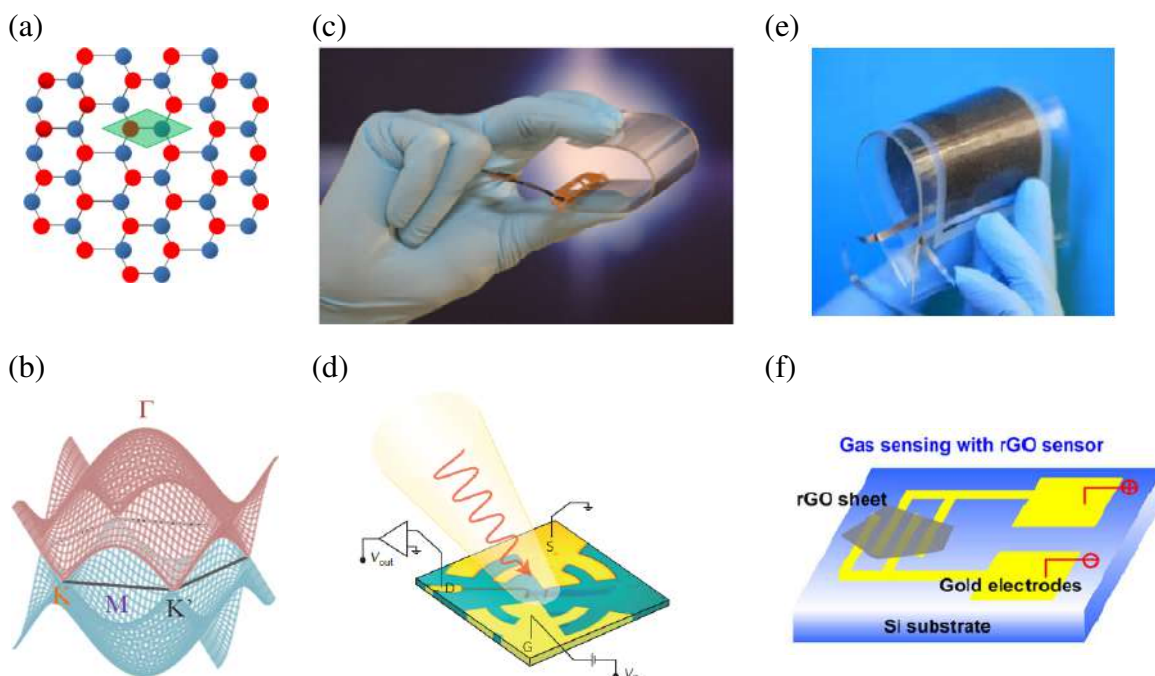 (a)
(c)
(e)
(b)
Γ
K
M
K`
(d)
V_out
S
D
G
(f)
Gas sensing with rGO sensor
rGO sheet
Gold electrodes
Si substrate